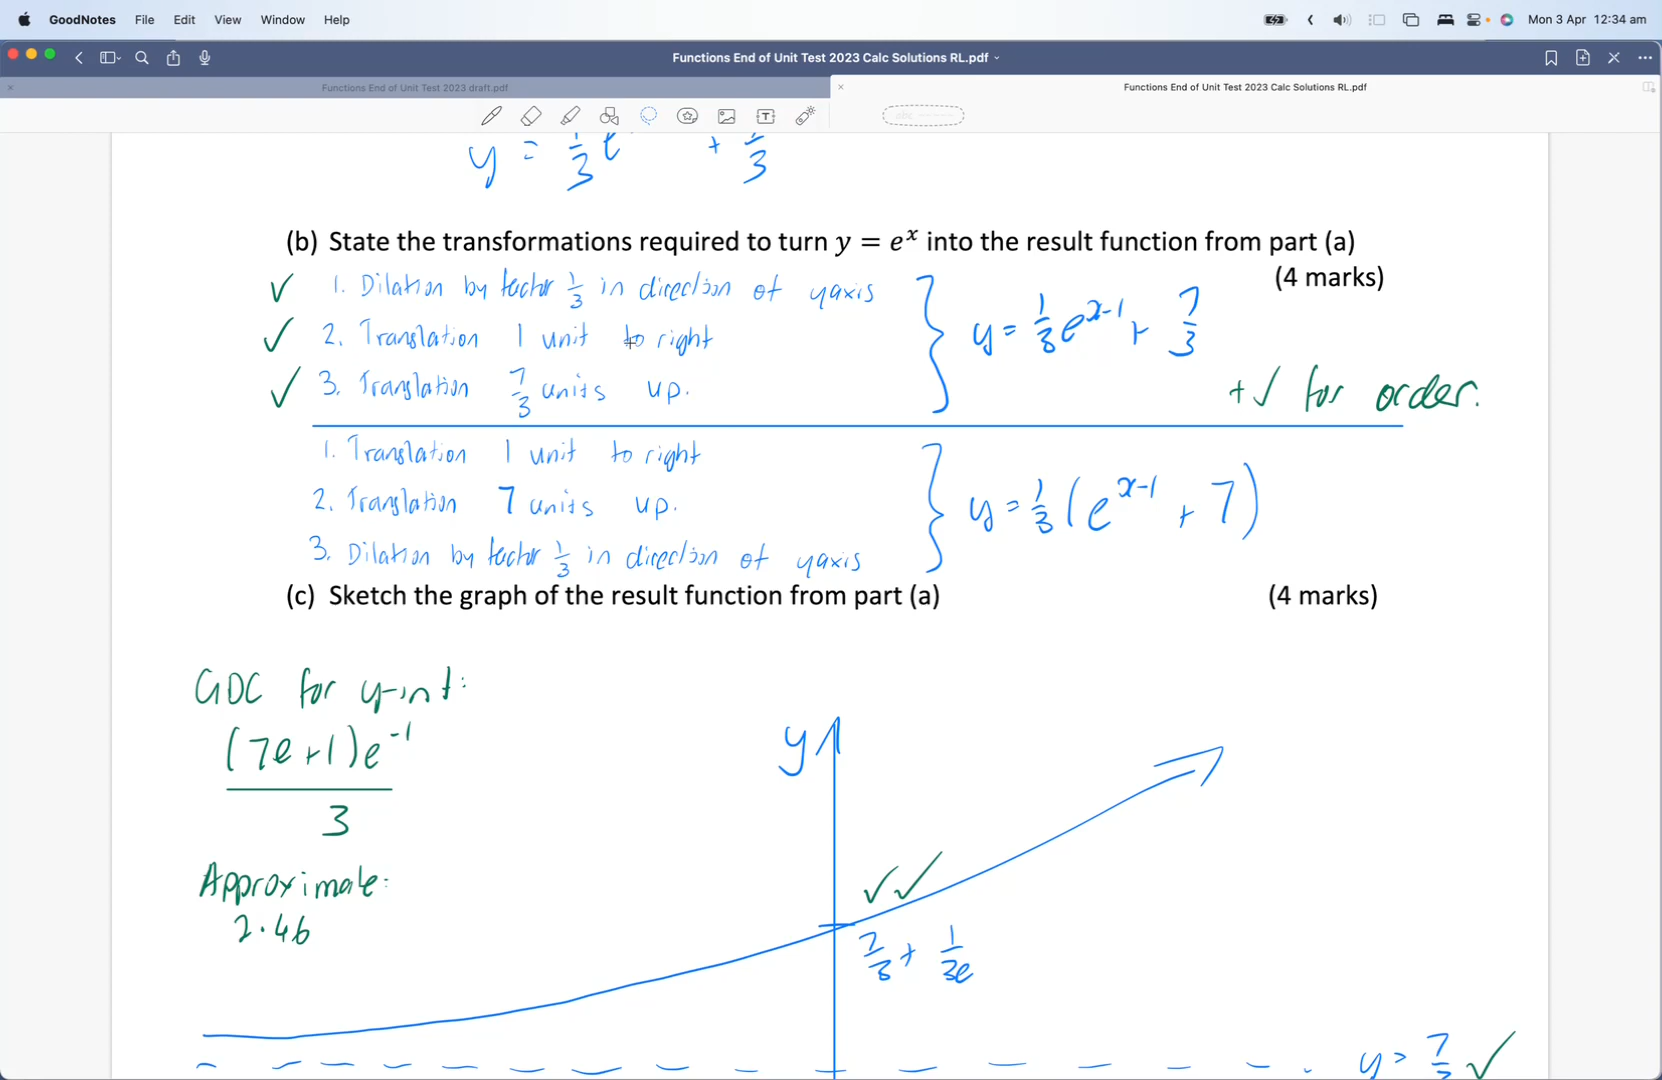 GoodNotes File Edit View Window Help Mon 3 Apr 12:34 am
Functions End of Unit Test 2023 Calc Solutions RL.pdf
Functions End of Unit Test 2023 draft.pdf Functions End of Unit Test 2023 Calc Solutions RL.pdf
y = 1/3 e + 7/3
(b) State the transformations required to turn y = e^x into the result function from part (a)
(4 marks)
✓ 1. Dilation by factor 1/3 in direction of y axis
✓ 2. Translation 1 unit to right
y = 1/3 e^(x-1) + 7/3
✓ 3. Translation 7/3 units up.
+✓ for order.
1. Translation 1 unit to right
2. Translation 7 units up.
y = 1/3 (e^(x-1) + 7)
3. Dilation by factor 1/3 in direction of y axis
(c) Sketch the graph of the result function from part (a) (4 marks)
GDC for y-int:
(7e+1)e^-1 / 3
Approximate:
2.46
y
✓✓
7/3 + 1/3e
y = 7/3 ✓